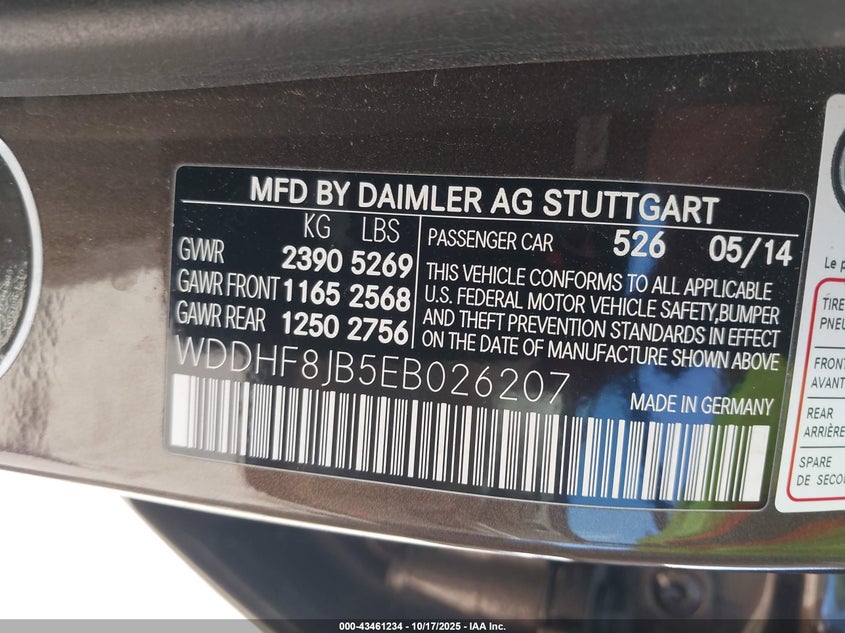 MFD BY DAIMLER AG STUTTGART
KG LBS
GVWR 2390 5269
GAWR FRONT 1165 2568
GAWR REAR 1250 2756
PASSENGER CAR 526 05/14
THIS VEHICLE CONFORMS TO ALL APPLICABLE
U.S. FEDERAL MOTOR VEHICLE SAFETY,BUMPER
AND THEFT PREVENTION STANDARDS IN EFFECT
ON THE DATE OF MANUFACTURE SHOWN ABOVE
WDDHF8JB5EB026207
MADE IN GERMANY
Le
TIRE
PNEU
FRONT
AVANT
REAR
ARRIÈRE
SPARE
DE SECOU
000-43461234 | 10/17/2025 | IAA Inc.